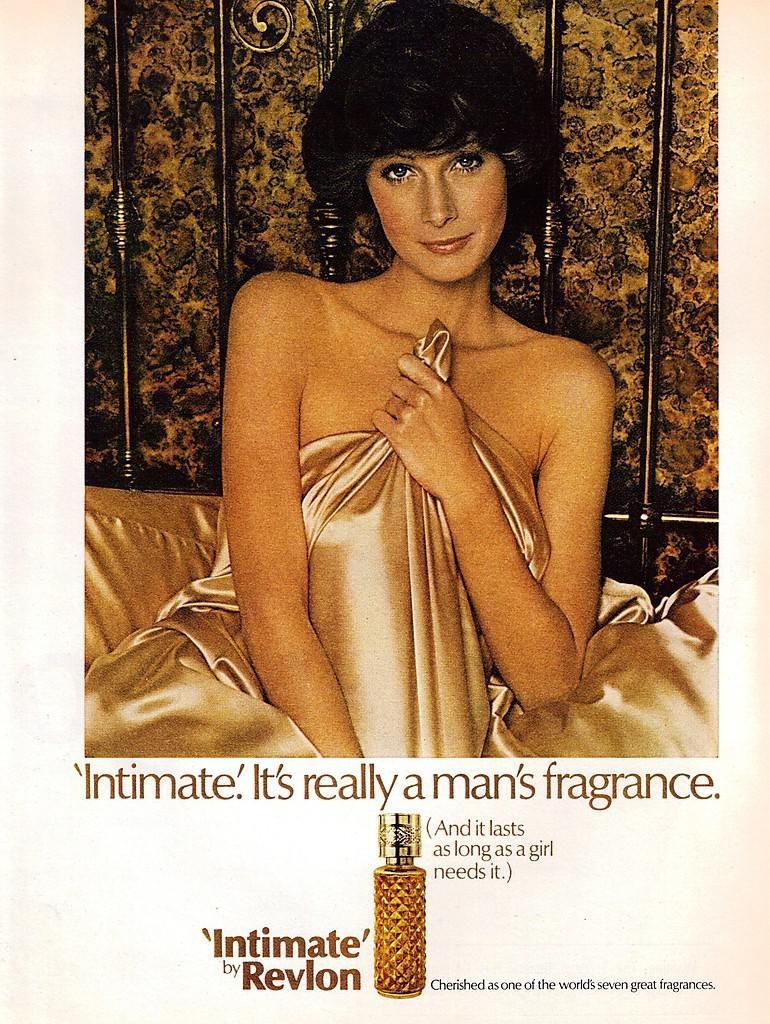 'Intimate'. It's really a man's fragrance.
(And it lasts
as long as a girl
needs it.)
'Intimate'
by Revlon
Cherished as one of the world's seven great fragrances.